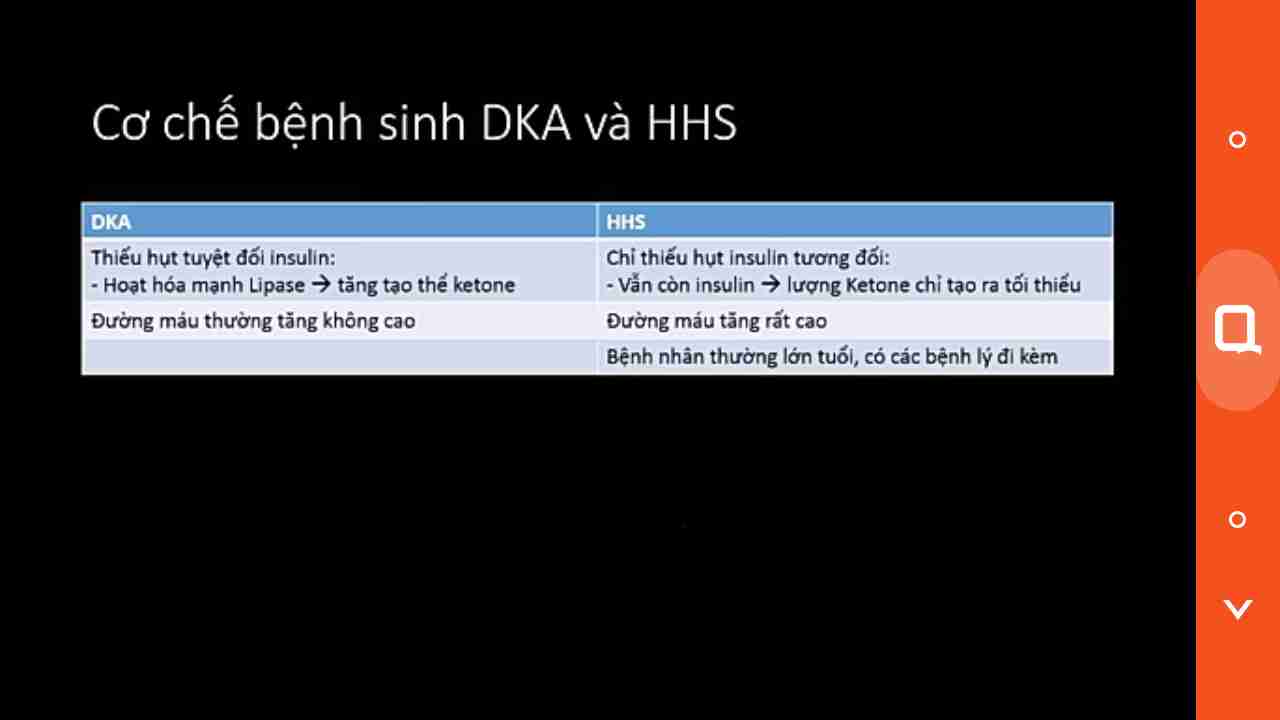 Cơ chế bệnh sinh DKA và HHS
DKA
HHS
Thiếu hụt tuyệt đối insulin:
- Hoạt hóa mạnh Lipase → tăng tạo thể ketone
Chỉ thiếu hụt insulin tương đối:
- Vẫn còn insulin → lượng Ketone chỉ tạo ra tối thiểu
Đường máu thường tăng không cao
Đường máu tăng rất cao
Bệnh nhân thường lớn tuổi, có các bệnh lý đi kèm